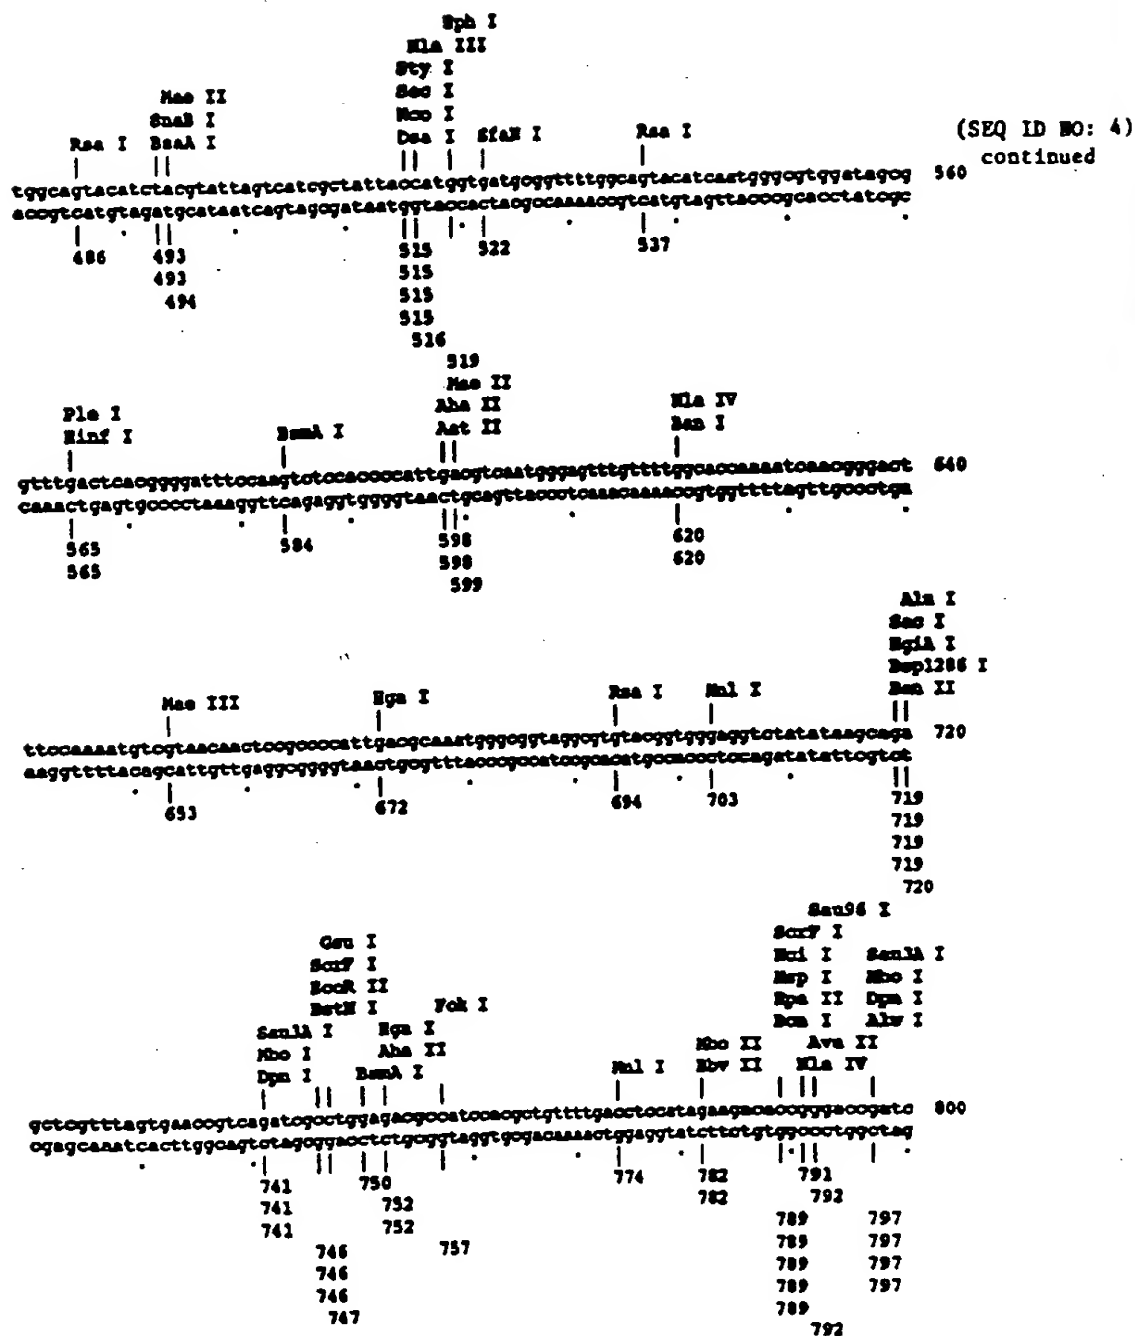 Hph I
Nla III
Sty I
Mae II Sec I
SnaB I Nco I
Rsa I BsaA I Dsa I SfaN I Rsa I (SEQ ID NO: 4)
continued
tggcagtacatctacgtattagtcatcgctattaccatggtgatgcggttttggcagtacatcaatgggcgtggatagcg 560
accgtcatgtagatgcataatcagtagcgataatggtaccactacgccaaaaccgtcatgtagttacccgcacctatcgc
486 493 515 522 537
493 515
494 515
515
516
519
Mae II
Ple I Aha II Nla IV
Hinf I BsmA I Aat II Ban I
gtttgactcacggggatttccaagtctccaccccattgacgtcaatgggagtttgttttggcaccaaaatcaacgggact 640
caaactgagtgcccctaaaggttcagaggtggggtaactgcagttaccctcaaacaaaaccgtggttttagttgccctga
565 584 598 620
565 598 620
599
Alu I
Sac I
HgiA I
Bsp1286 I
Mae III Hga I Rsa I Mnl I Ban II
ttccaaaatgtcgtaacaactccgccccattgacgcaaatgggcggtaggcgtgtacggtgggaggtctatataagcaga 720
aaggttttacagcattgttgaggcggggtaactgcgtttacccgccatccgcacatgccaccctccagatatattcgtct
653 672 694 703 719
719
719
719
720
Sau96 I
Gsu I ScrF I
ScrF I Nci I Sau3A I
EcoR II Msp I Mbo I
BstN I Fok I Hpa II Dpn I
Sau3A I Hga I Bcn I Alw I
Mbo I Aha II Mbo II Ava II
Dpn I BsmA I Mnl I Bbv II Nla IV
gctcgtttagtgaaccgtcagatcgcctggagacgccatccacgctgttttgacctccatagaagacaccgggaccgatc 800
cgagcaaatcacttggcagtctagcggacctctgcggtaggtgcgacaaaactggaggtatcttctgtggccctggctag
741 750 774 782 791
741 752 782 792
741 752 789 797
746 757 789 797
746 789 797
746 789 797
747 789
792